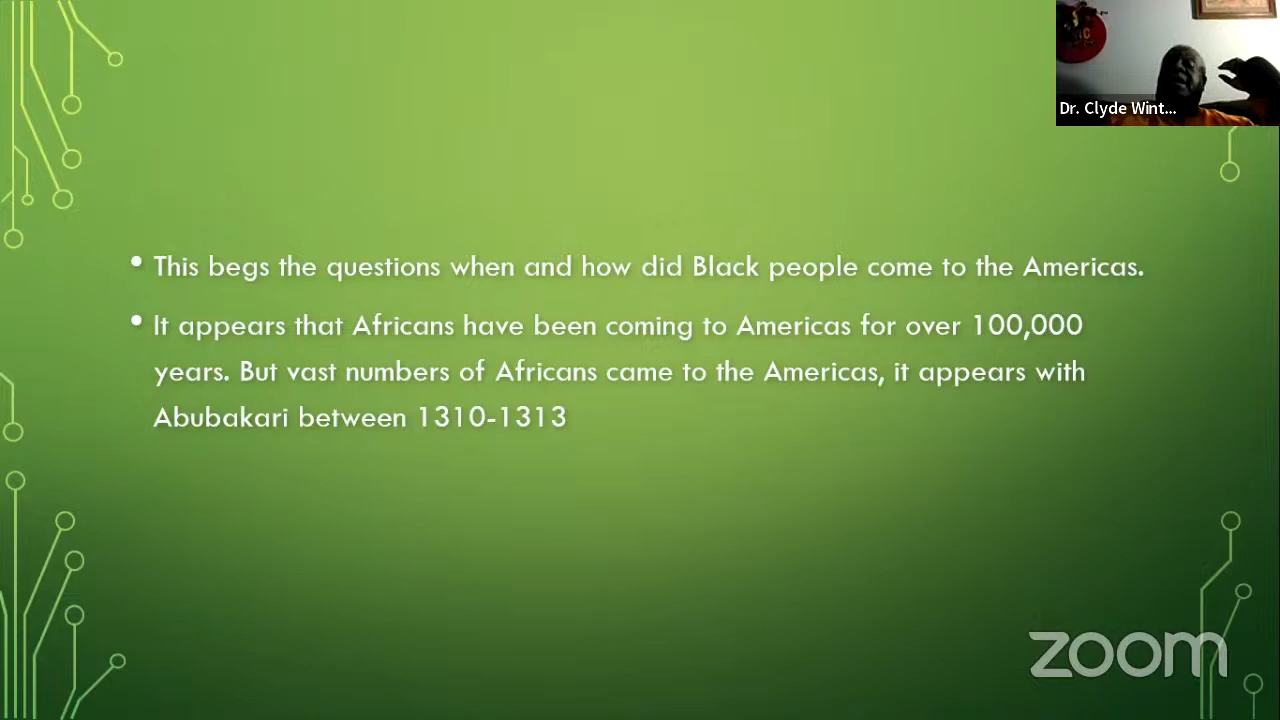 Dr. Clyde Wint...
• This begs the questions when and how did Black people come to the Americas.
• It appears that Africans have been coming to Americas for over 100,000
years. But vast numbers of Africans came to the Americas, it appears with
Abubakari between 1310-1313
zoom